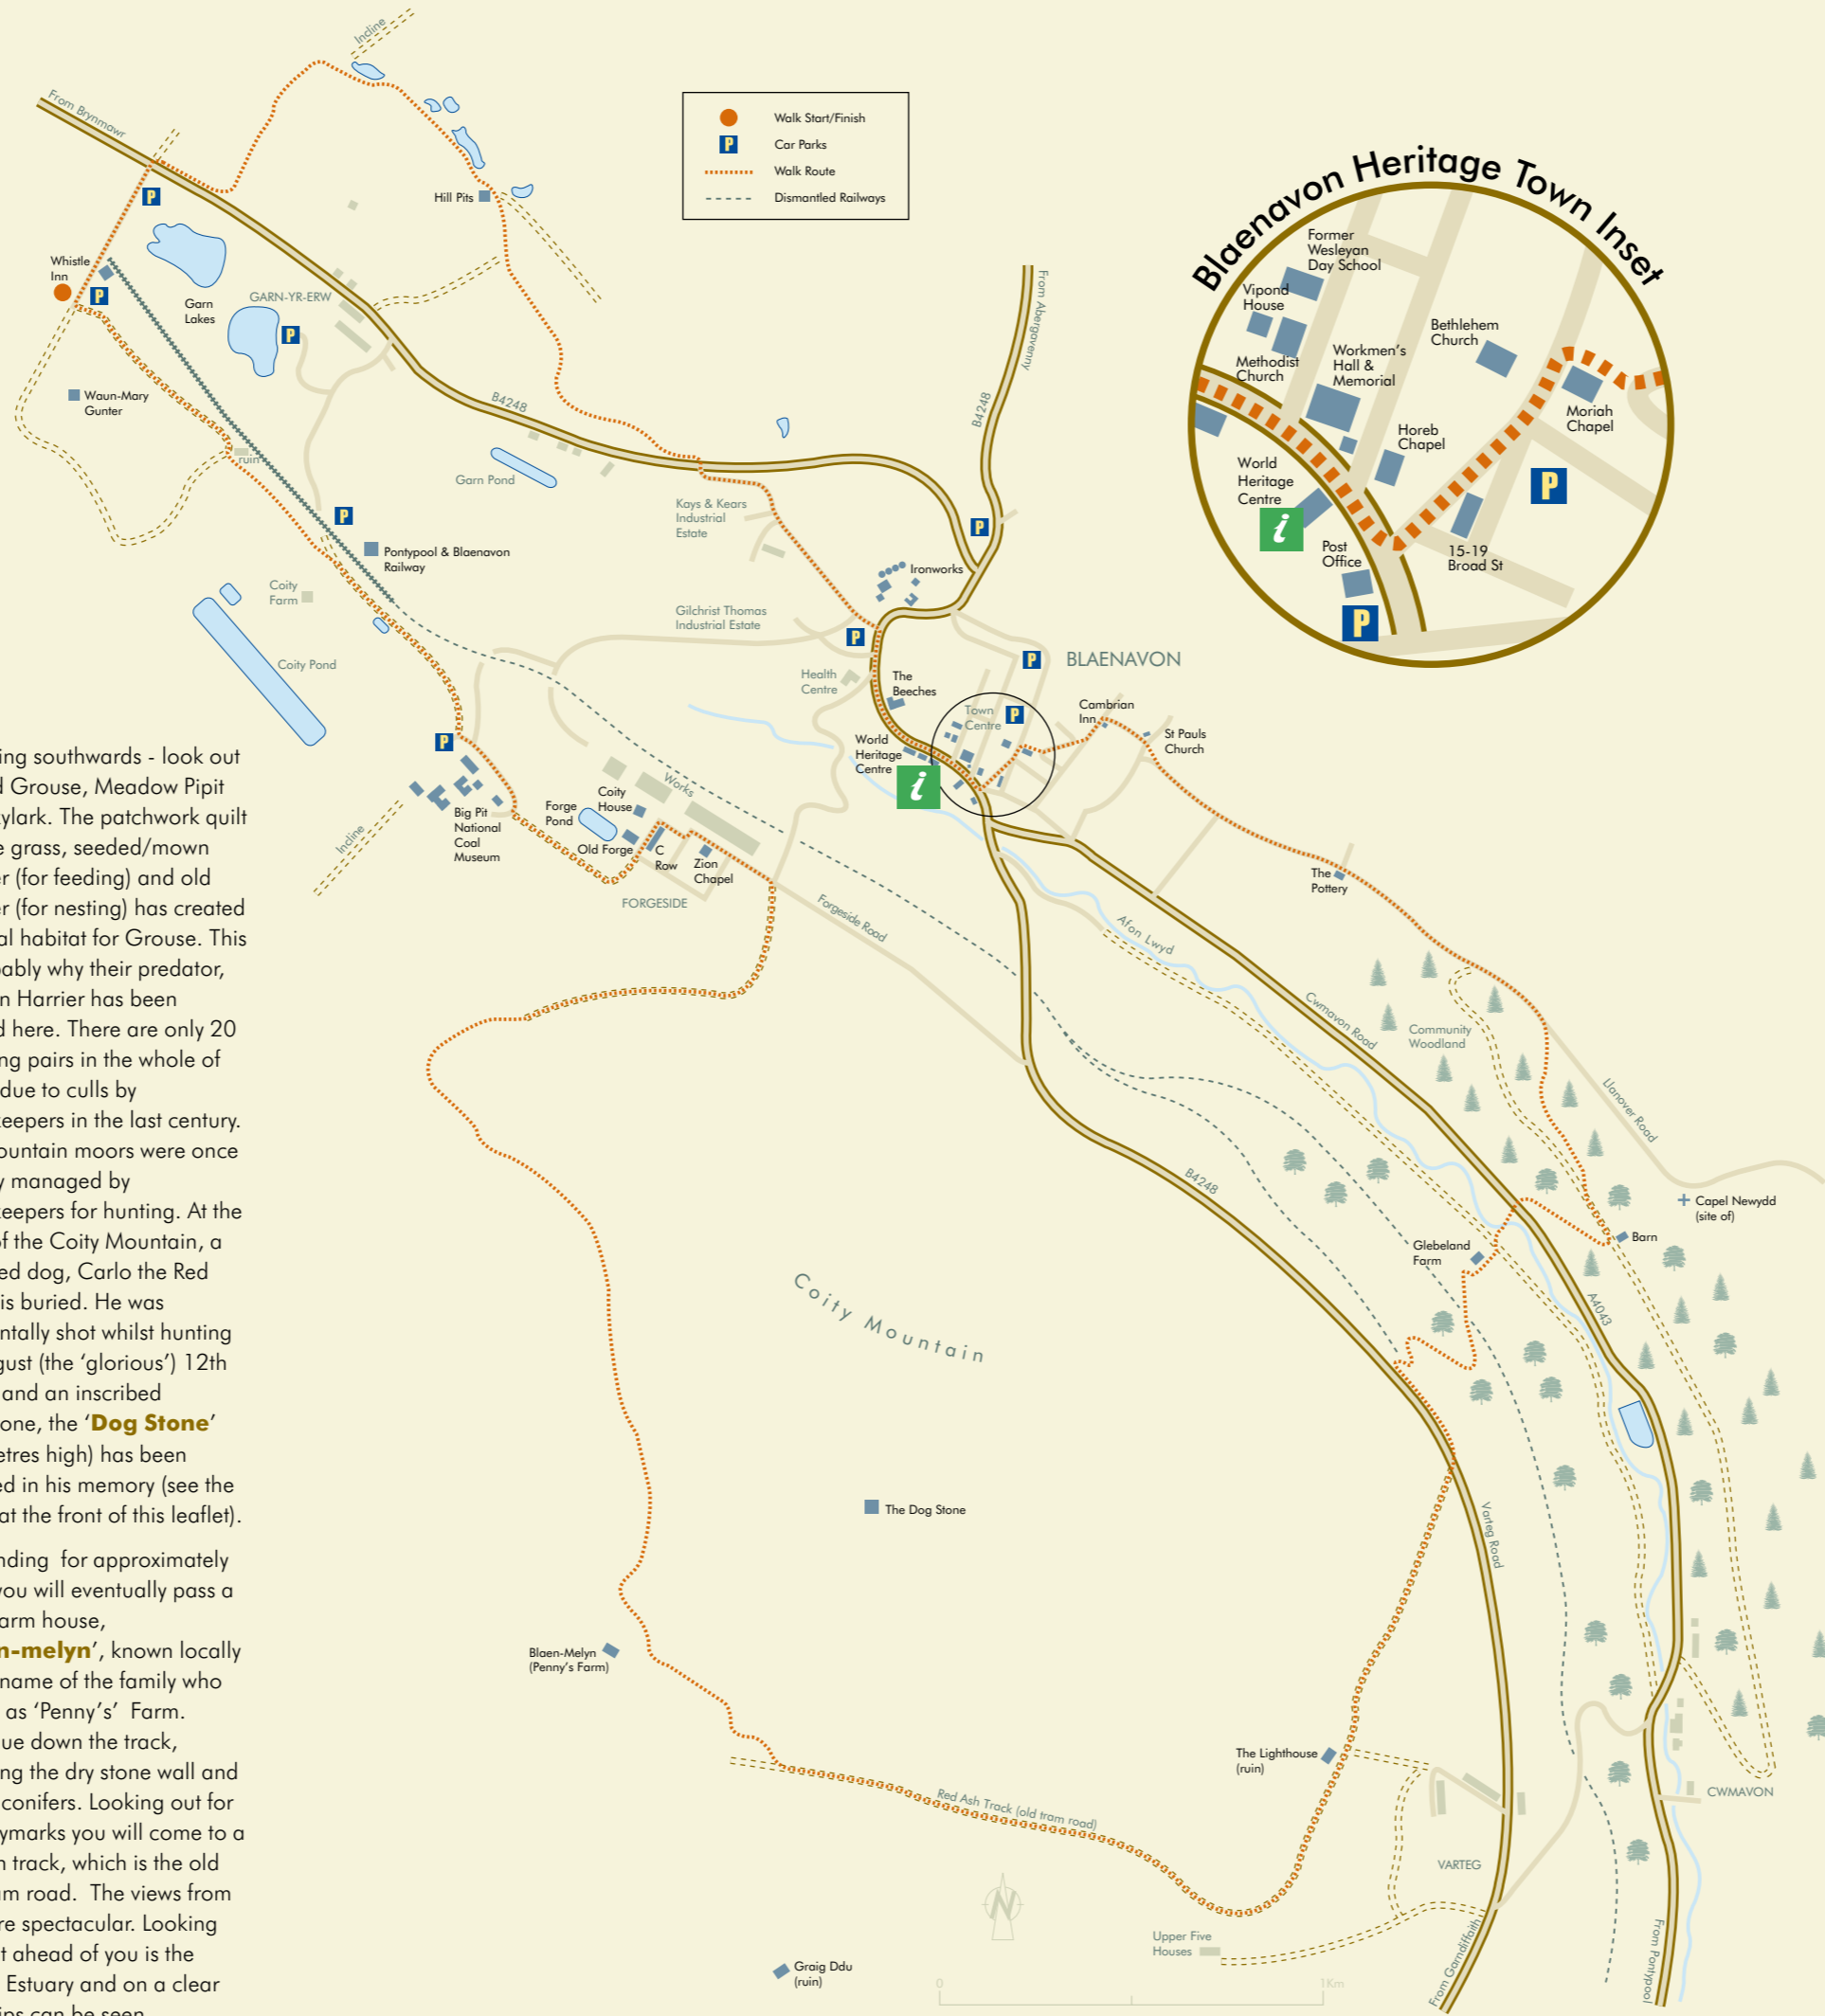 Incline
From Brynmawr
Walk Start/Finish
P
Car Parks
Walk Route
Dismantled Railways
Hill Pits
P
Whistle
Inn
P
Garn
Lakes
GARN-YR-ERW
P
Waun-Mary
Gunter
ruin
B4248
Garn Pond
From Abergavenny
B4248
Kays & Kears
Industrial
Estate
P
P
Pontypool & Blaenavon
Railway
Coity
Farm
Coity Pond
Ironworks
Gilchrist Thomas
Industrial Estate
P
Health
Centre
The
Beeches
P
BLAENAVON
Town
Centre
P
Cambrian
Inn
St Pauls
Church
World
Heritage
Centre
i
Blaenavon Heritage Town Inset
Former
Wesleyan
Day School
Vipond
House
Methodist
Church
Workmen's
Hall &
Memorial
Bethlehem
Church
Moriah
Chapel
Horeb
Chapel
World
Heritage
Centre
i
P
15-19
Broad St
Post
Office
P
P
Big Pit
National
Coal
Museum
Incline
Forge
Pond
Coity
House
Works
Old Forge
C
Row
Zion
Chapel
FORGESIDE
Forgeside Road
The
Pottery
Afon Lwyd
Cwmavon Road
Community
Woodland
Llanover Road
B4248
Capel Newydd
(site of)
Barn
Glebeland
Farm
A4043
Coity Mountain
The Dog Stone
Varteg Road
Blaen-Melyn
(Penny's Farm)
The Lighthouse
(ruin)
Red Ash Track (old tram road)
CWMAVON
VARTEG
N
Upper Five
Houses
From Garndiffaith
From Pontypool
Graig Ddu
(ruin)
0
1Km
ing southwards - look out
d Grouse, Meadow Pipit
kylark. The patchwork quilt
e grass, seeded/mown
er (for feeding) and old
er (for nesting) has created
al habitat for Grouse. This
bably why their predator,
n Harrier has been
d here. There are only 20
ng pairs in the whole of
due to culls by
keepers in the last century.
ountain moors were once
y managed by
keepers for hunting. At the
of the Coity Mountain, a
ed dog, Carlo the Red
is buried. He was
entally shot whilst hunting
gust (the 'glorious') 12th
and an inscribed
one, the 'Dog Stone'
etres high) has been
ed in his memory (see the
at the front of this leaflet).
nding for approximately
you will eventually pass a
arm house,
n-melyn', known locally
name of the family who
as 'Penny's' Farm.
ue down the track,
ing the dry stone wall and
conifers. Looking out for
ymarks you will come to a
n track, which is the old
am road. The views from
re spectacular. Looking
t ahead of you is the
Estuary and on a clear
ips can be seen